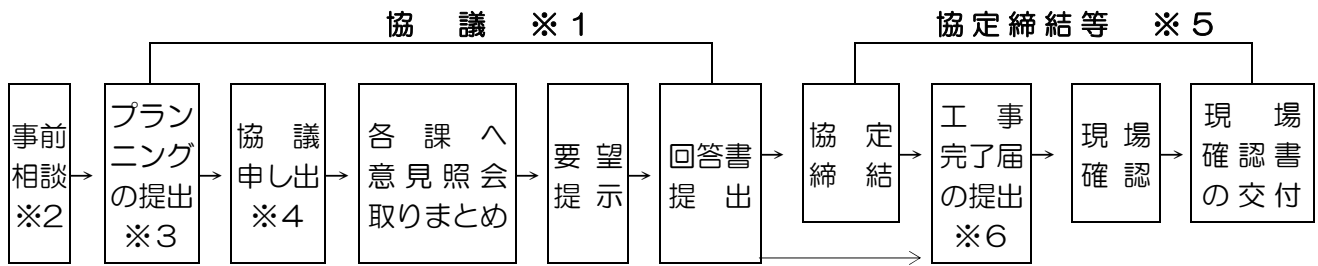 協 議 ※１
協定締結等 ※５
事前
相談
※2
プラン
ニング
の提出
※３
協議
申し出
※４
各課へ
意見照会
取りまとめ
要望
提示
回答書
提出
協定
締結
工事
完了届
の提出
※６
現場
確認
現場
確認書
の交付